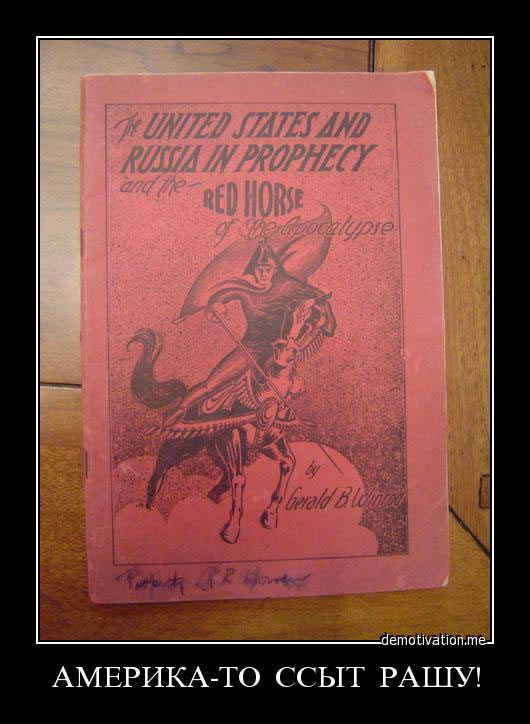 The UNITED STATES AND
RUSSIA IN PROPHECY
and the—
RED HORSE
of the Apocalypse
by
Gerald B. Winrod
Property
demotivation.me
АМЕРИКА-ТО ССЫТ РАШУ!